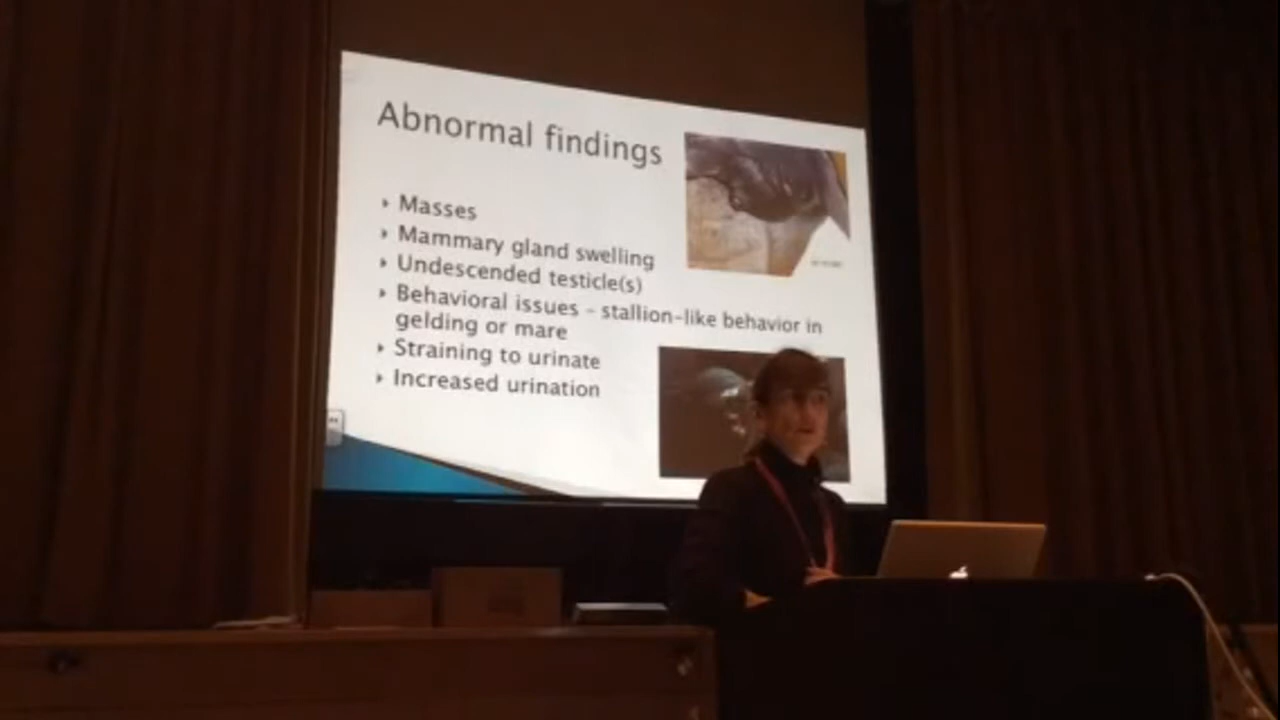 Abnormal findings
Masses
Mammary gland swelling
Undescended testicle(s)
Behavioral issues - stallion-like behavior in
gelding or mare
Straining to urinate
Increased urination